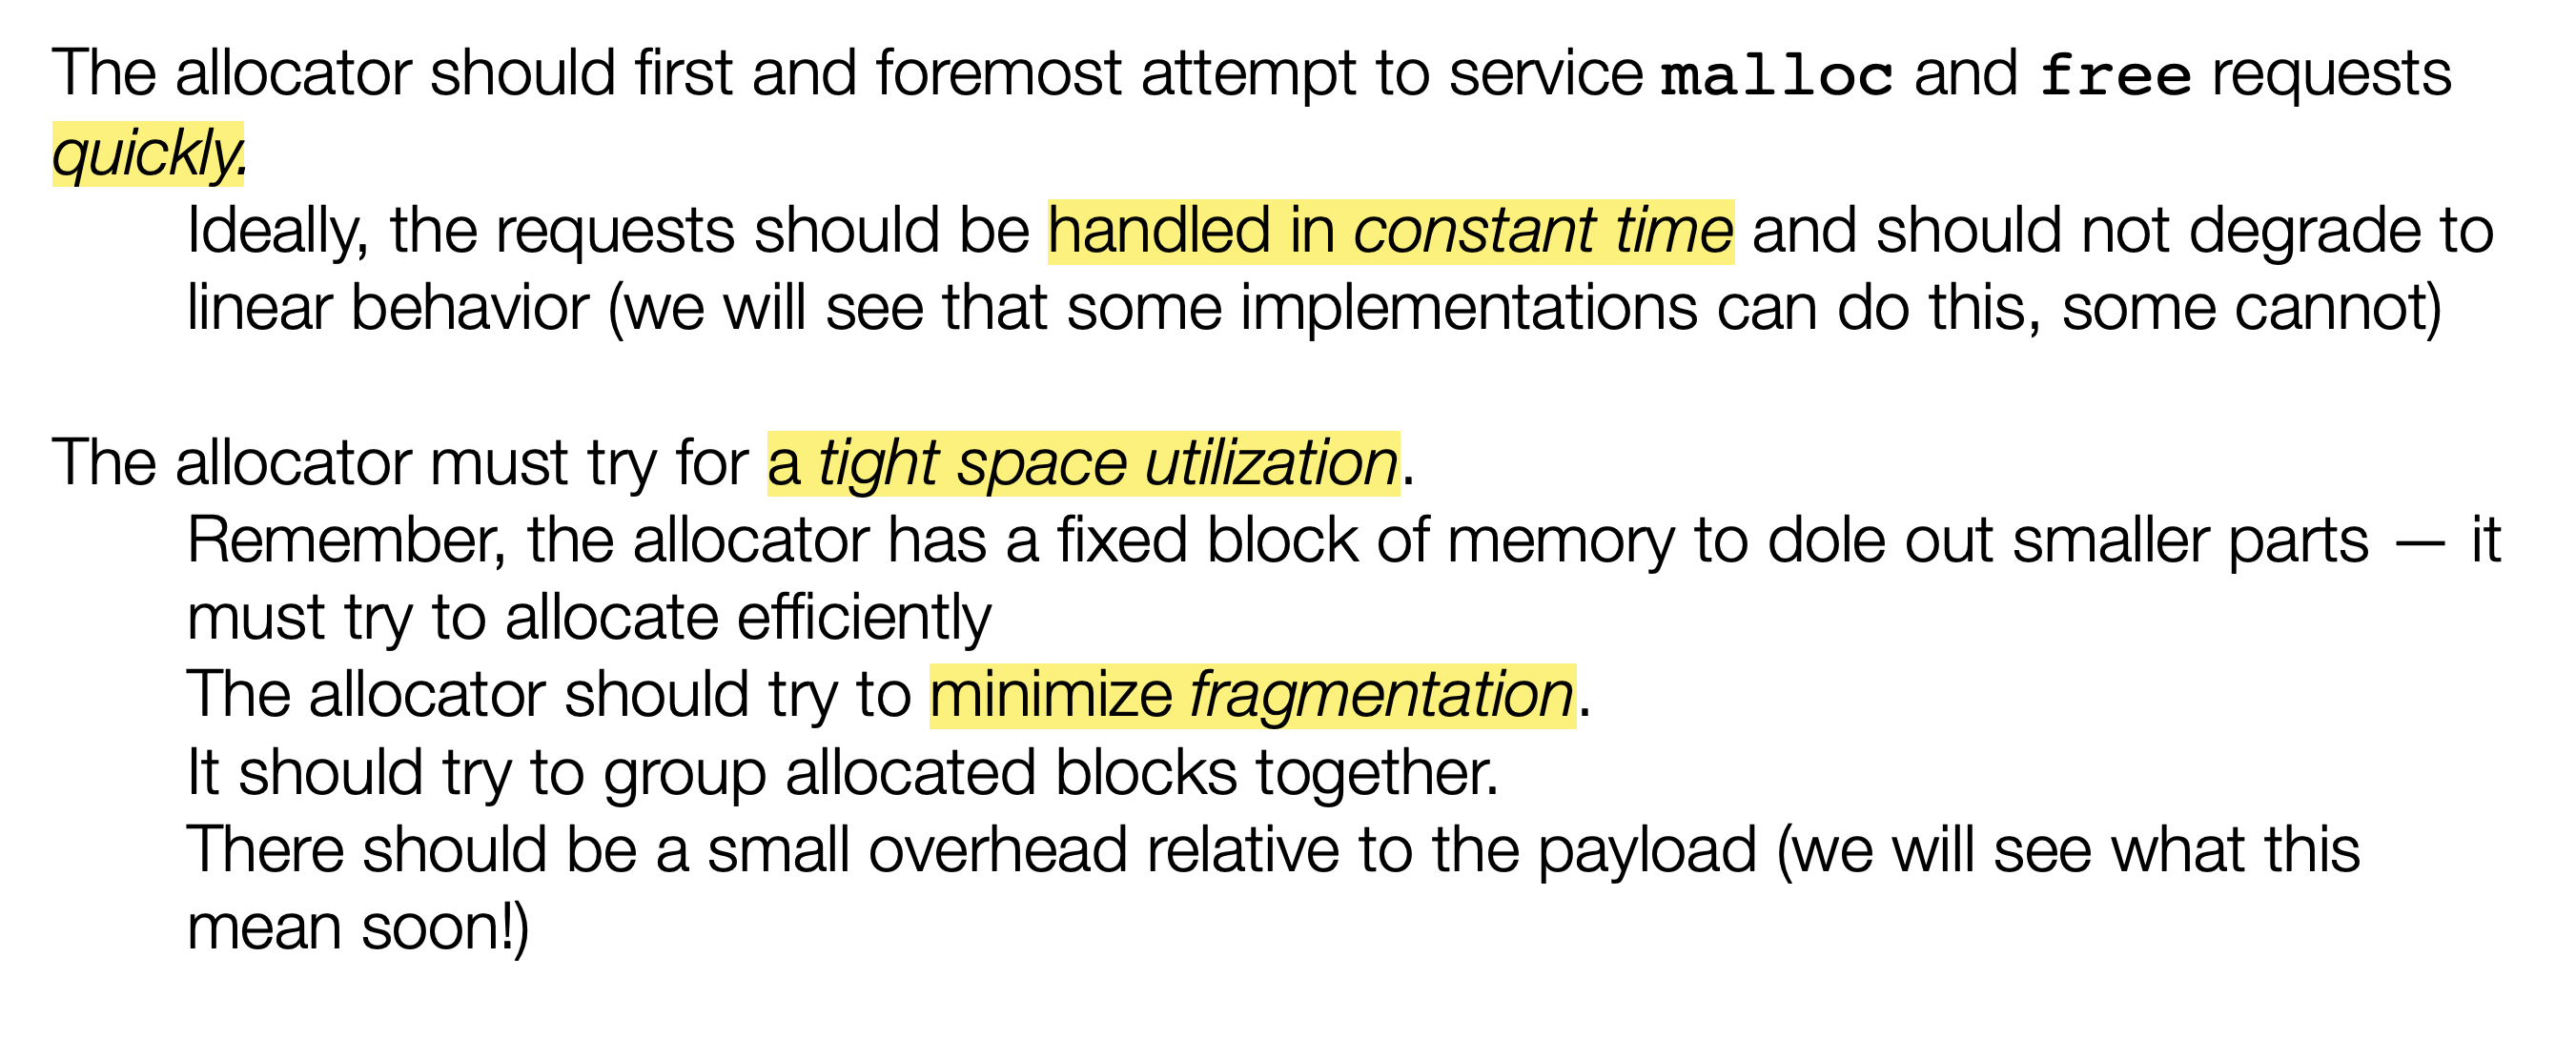 The allocator should first and foremost attempt to service malloc and free requests
quickly.
Ideally, the requests should be handled in constant time and should not degrade to
linear behavior (we will see that some implementations can do this, some cannot)
The allocator must try for a tight space utilization.
Remember, the allocator has a fixed block of memory to dole out smaller parts — it
must try to allocate efficiently
The allocator should try to minimize fragmentation.
It should try to group allocated blocks together.
There should be a small overhead relative to the payload (we will see what this
mean soon!)